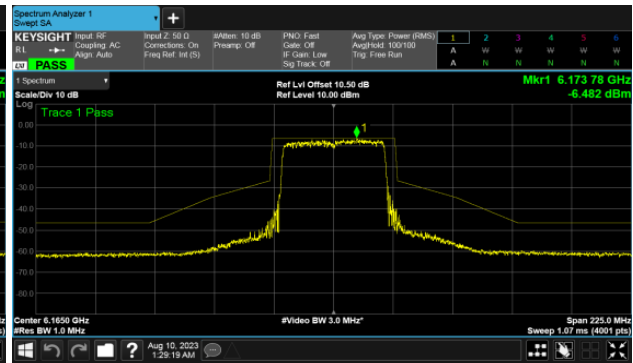 Spectrum Analyzer 1
Swept SA
+
KEYSIGHT
RL
Align: Auto
LXI PASS
Input: RF
Coupling: AC
Input Z: 50 Ω
Corrections: On
Freq Ref: Int (S)
#Atten: 10 dB
Preamp: Off
PNO: Fast
Gate: Off
IF Gain: Low
Sig Track: Off
Avg Type: Power (RMS)
Avg|Hold: 100/100
Trig: Free Run
1 2 3 4 5 6
A W W W W W
A N N N N N
1 Spectrum
Scale/Div 10 dB
Ref Lvl Offset 10.50 dB
Ref Level 10.00 dBm
Mkr1 6.173 78 GHz
-6.482 dBm
Log
Trace 1 Pass
1
0.00
-10.0
-20.0
-30.0
-40.0
-50.0
-60.0
-70.0
-80.0
Center 6.1650 GHz
#Res BW 1.0 MHz
#Video BW 3.0 MHz*
Span 225.0 MHz
Sweep 1.07 ms (4001 pts)
?
Aug 10, 2023
1:29:19 AM